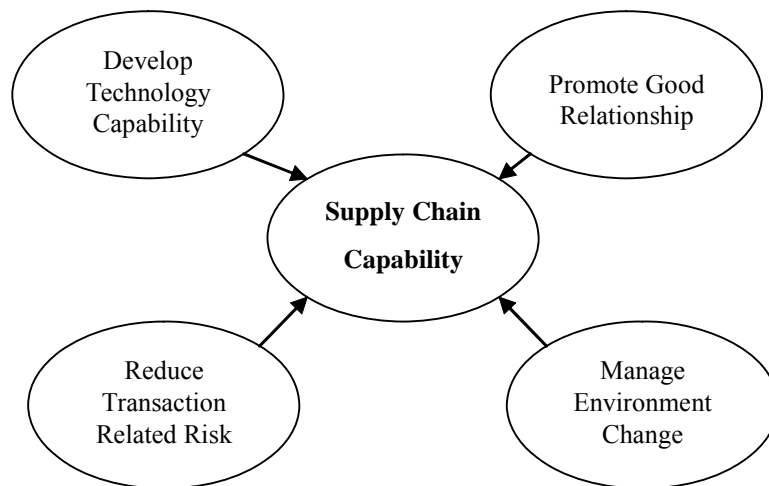 Develop
Technology
Capability
Promote Good
Relationship
Supply Chain
Capability
Reduce
Transaction
Related Risk
Manage
Environment
Change